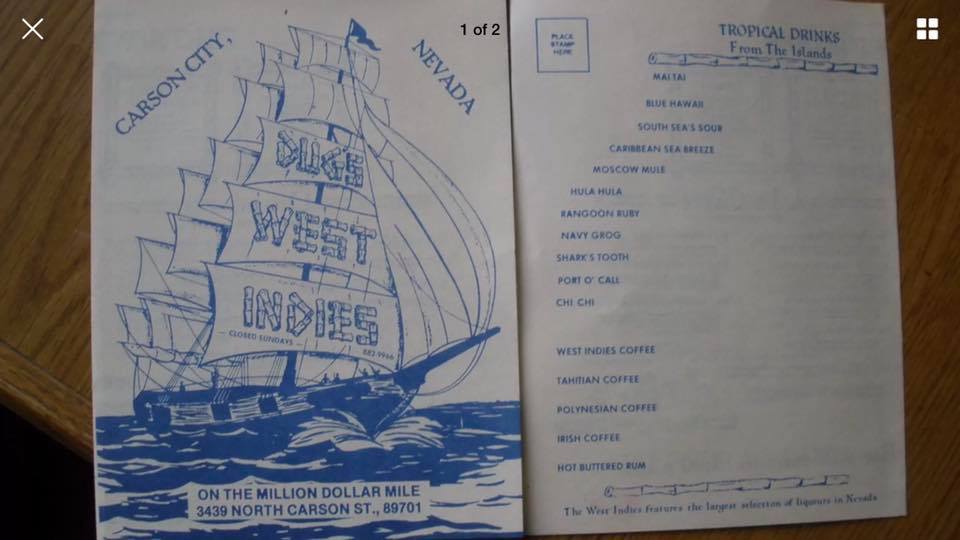 1 of 2
CARSON CITY,
NEVADA
DUG'S
WEST
INDIES
— CLOSED SUNDAYS —
882-9966
ON THE MILLION DOLLAR MILE
3439 NORTH CARSON ST., 89701
PLACE
STAMP
HERE
TROPICAL DRINKS
From The Islands
MAI TAI
BLUE HAWAII
SOUTH SEA'S SOUR
CARIBBEAN SEA BREEZE
MOSCOW MULE
HULA HULA
RANGOON RUBY
NAVY GROG
SHARK'S TOOTH
PORT O' CALL
CHI CHI
WEST INDIES COFFEE
TAHITIAN COFFEE
POLYNESIAN COFFEE
IRISH COFFEE
HOT BUTTERED RUM
The West Indies features the largest selection of liqueurs in Nevada